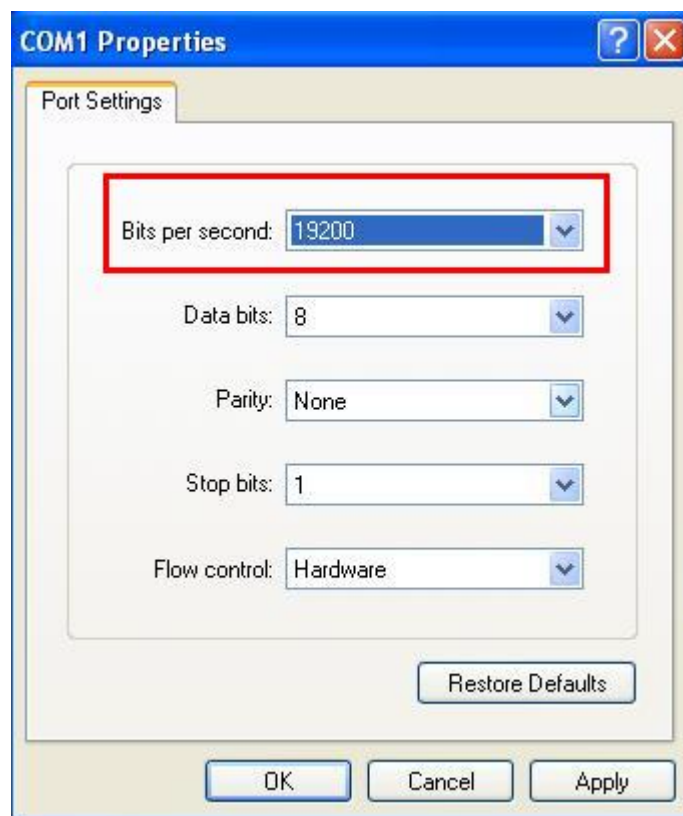 COM1 Properties
Port Settings
Bits per second: 19200
Data bits: 8
Parity: None
Stop bits: 1
Flow control: Hardware
Restore Defaults
OK Cancel Apply